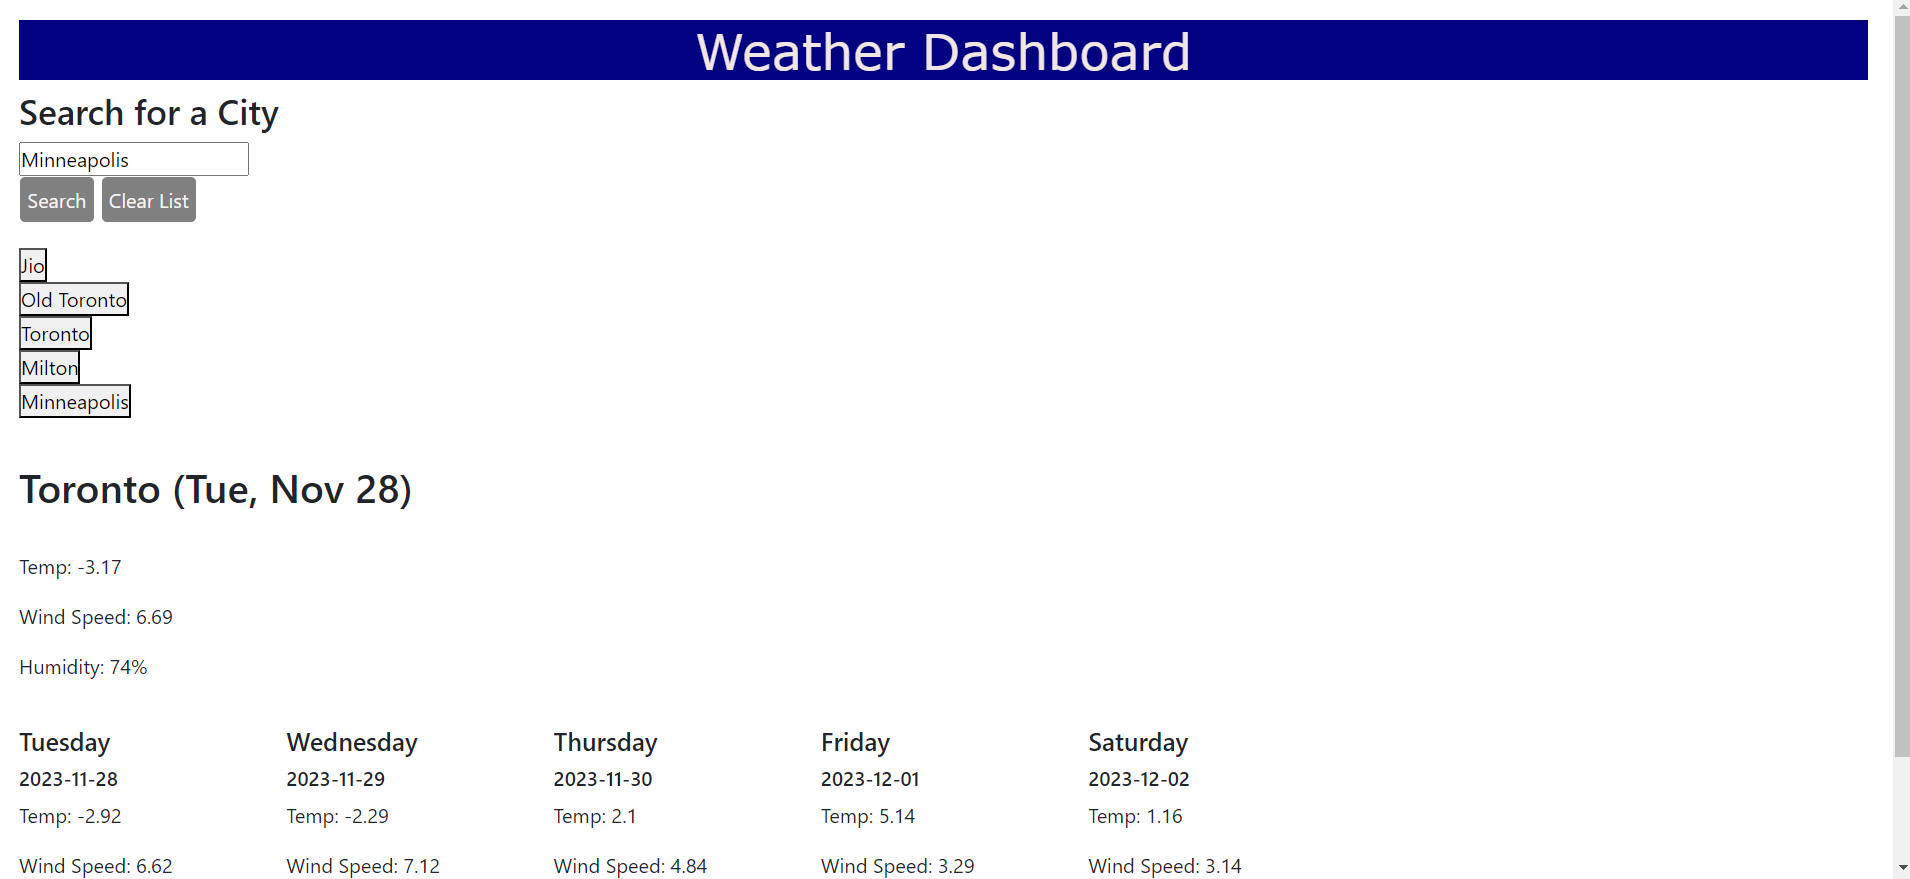 Weather Dashboard
Search for a City
Minneapolis
Search Clear List
Jio
Old Toronto
Toronto
Milton
Minneapolis
Toronto (Tue, Nov 28)
Temp: -3.17
Wind Speed: 6.69
Humidity: 74%
Tuesday Wednesday Thursday Friday Saturday
2023-11-28 2023-11-29 2023-11-30 2023-12-01 2023-12-02
Temp: -2.92 Temp: -2.29 Temp: 2.1 Temp: 5.14 Temp: 1.16
Wind Speed: 6.62 Wind Speed: 7.12 Wind Speed: 4.84 Wind Speed: 3.29 Wind Speed: 3.14